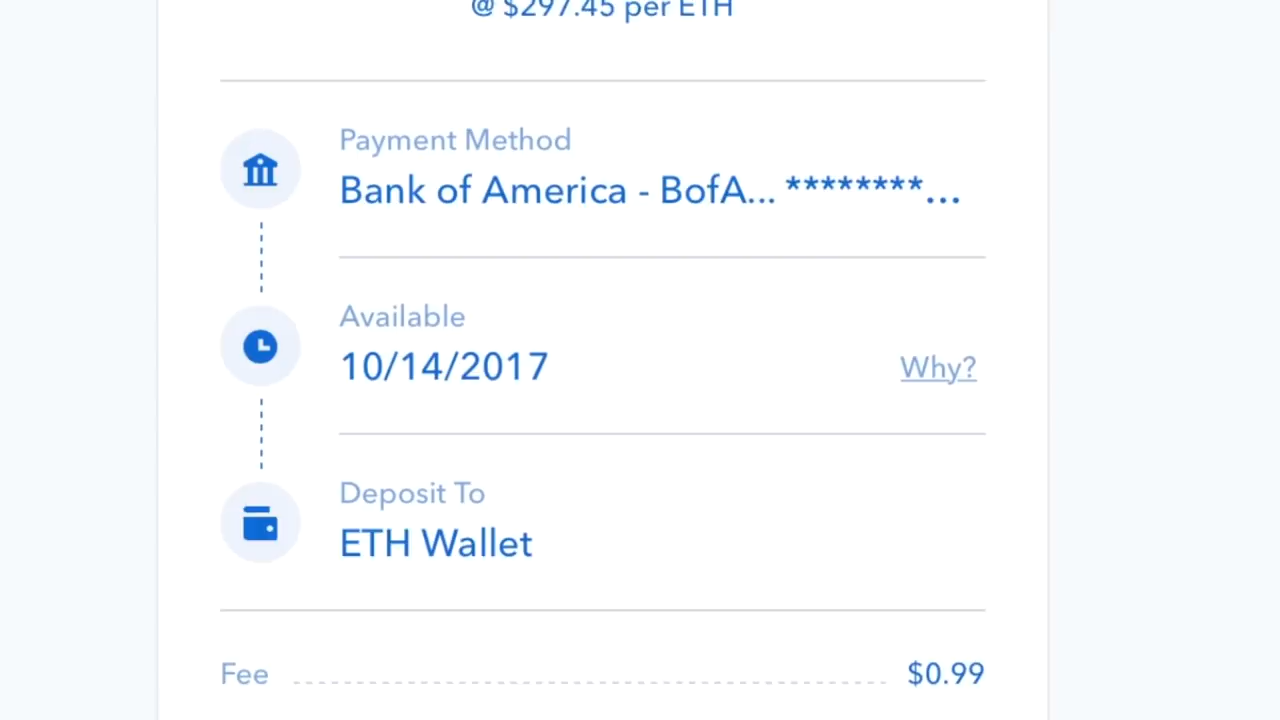 @ $297.45 per ETH
Payment Method
Bank of America - BofA... ********...
Available
10/14/2017
Why?
Deposit To
ETH Wallet
Fee $0.99